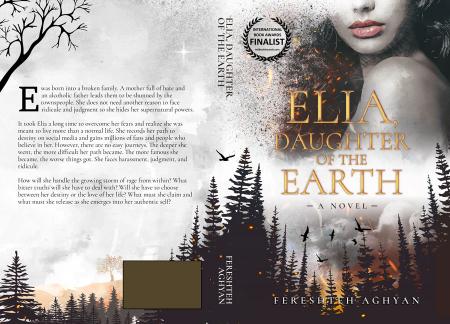 E was born into a broken family. A mother full of hate and
an alcoholic father leads them to be shunned by the
townspeople. She does not need another reason to face
ridicule and judgment so she hides her supernatural powers.
It took Elia a long time to overcome her fears and realise she was
meant to live more than a normal life. She records her path to
destiny on social media and gains millions of fans and people who
believe in her. However, there are no easy journeys. The deeper she
went, the more difficult her path became. The more famous she
became, the worse things got. She faces harassment, judgment, and
ridicule.
How will she handle the growing storm of rage from within? What
bitter truths will she have to deal with? Will she have to choose
between her destiny or the love of her life? What must she claim and
what must she release as she emerges into her authentic self?
ELIA, DAUGHTER
OF THE EARTH
FERESHTEH
AGHYAN
INTERNATIONAL
BOOK AWARDS
FINALIST
ELIA,
DAUGHTER
OF THE
EARTH
– A NOVEL –
FERESHTEH AGHYAN